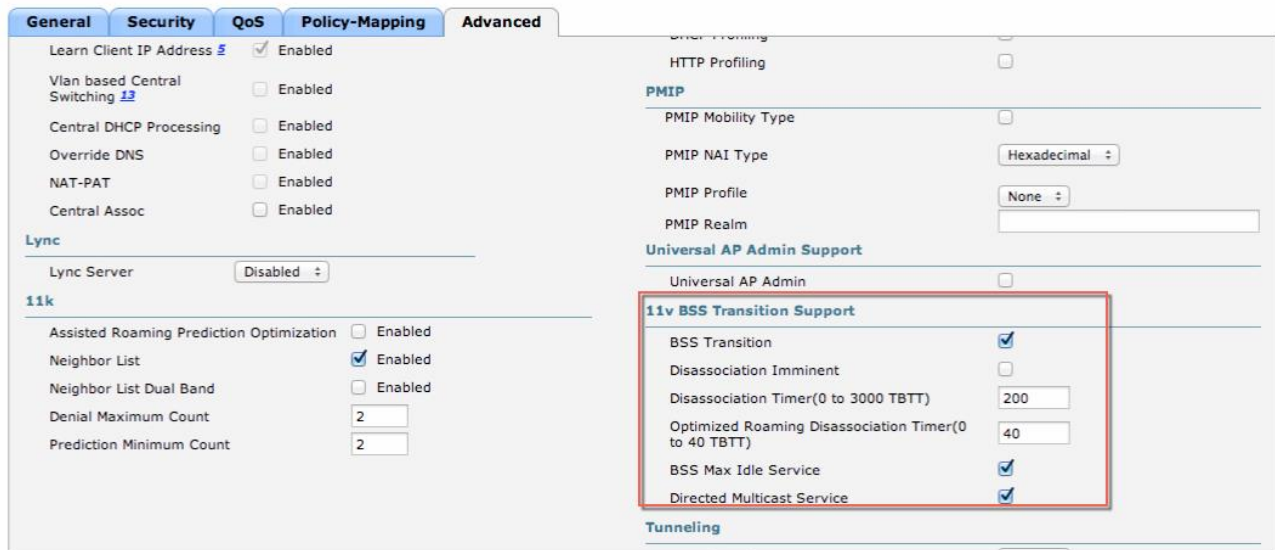 General Security QoS Policy-Mapping Advanced
Learn Client IP Address 5 Enabled
Vlan based Central
Switching 13 Enabled
Central DHCP Processing Enabled
Override DNS Enabled
NAT-PAT Enabled
Central Assoc Enabled
Lync
Lync Server Disabled
11k
Assisted Roaming Prediction Optimization Enabled
Neighbor List Enabled
Neighbor List Dual Band Enabled
Denial Maximum Count 2
Prediction Minimum Count 2
DHCP Profiling
HTTP Profiling
PMIP
PMIP Mobility Type
PMIP NAI Type Hexadecimal
PMIP Profile None
PMIP Realm
Universal AP Admin Support
Universal AP Admin
11v BSS Transition Support
BSS Transition
Disassociation Imminent
Disassociation Timer(0 to 3000 TBTT) 200
Optimized Roaming Disassociation Timer(0
to 40 TBTT) 40
BSS Max Idle Service
Directed Multicast Service
Tunneling